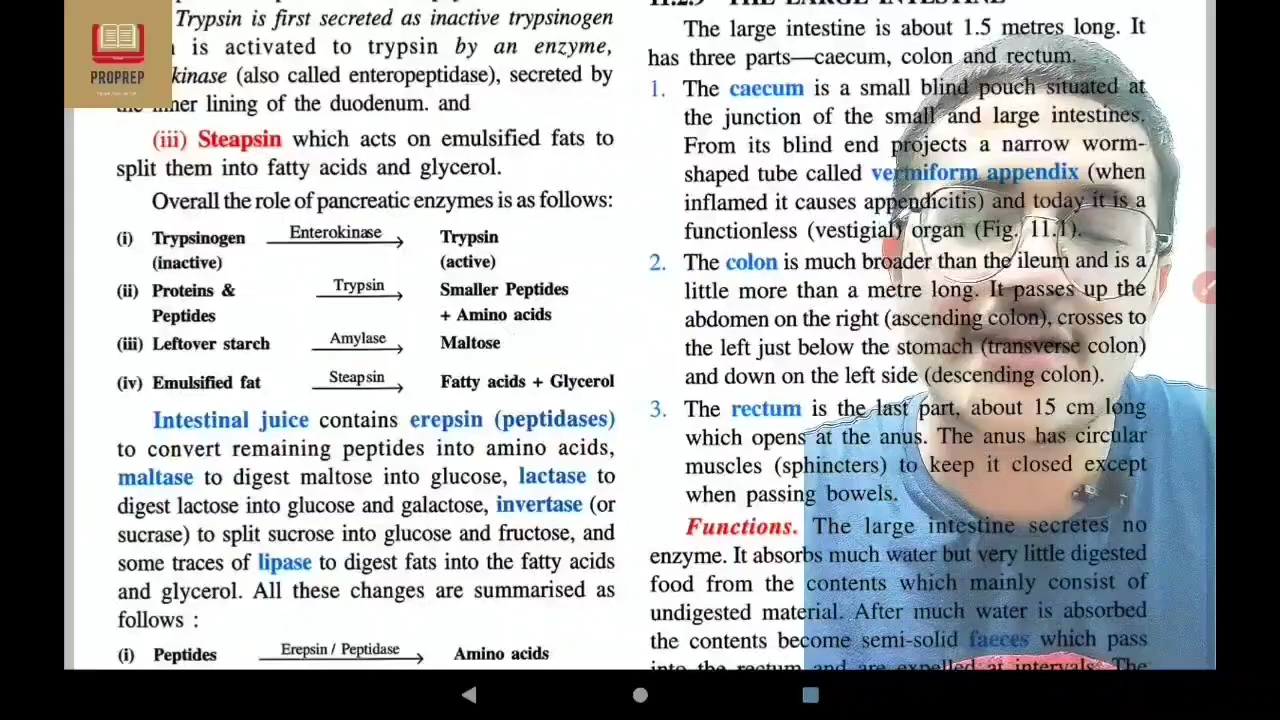 Trypsin is first secreted as inactive trypsinogen
is activated to trypsin by an enzyme,
kinase (also called enteropeptidase), secreted by
inner lining of the duodenum. and
(iii) Steapsin which acts on emulsified fats to
split them into fatty acids and glycerol.
Overall the role of pancreatic enzymes is as follows:
(i) Trypsinogen Enterokinase Trypsin
(inactive) (active)
(ii) Proteins & Trypsin Smaller Peptides
Peptides + Amino acids
(iii) Leftover starch Amylase Maltose
(iv) Emulsified fat Steapsin Fatty acids + Glycerol
Intestinal juice contains erepsin (peptidases)
to convert remaining peptides into amino acids,
maltase to digest maltose into glucose, lactase to
digest lactose into glucose and galactose, invertase (or
sucrase) to split sucrose into glucose and fructose, and
some traces of lipase to digest fats into the fatty acids
and glycerol. All these changes are summarised as
follows :
(i) Peptides Erepsin / Peptidase Amino acids
The large intestine is about 1.5 metres long. It
has three parts—caecum, colon and rectum.
1. The caecum is a small blind pouch situated at
the junction of the small and large intestines.
From its blind end projects a narrow worm-
shaped tube called vermiform appendix (when
inflamed it causes appendicitis) and today it is a
functionless (vestigial) organ (Fig. 11.1).
2. The colon is much broader than the ileum and is a
little more than a metre long. It passes up the
abdomen on the right (ascending colon), crosses to
the left just below the stomach (transverse colon)
and down on the left side (descending colon).
3. The rectum is the last part, about 15 cm long
which opens at the anus. The anus has circular
muscles (sphincters) to keep it closed except
when passing bowels.
Functions. The large intestine secretes no
enzyme. It absorbs much water but very little digested
food from the contents which mainly consist of
undigested material. After much water is absorbed
the contents become semi-solid faeces which pass
into the rectum and are expelled at intervals. The
PROPREP